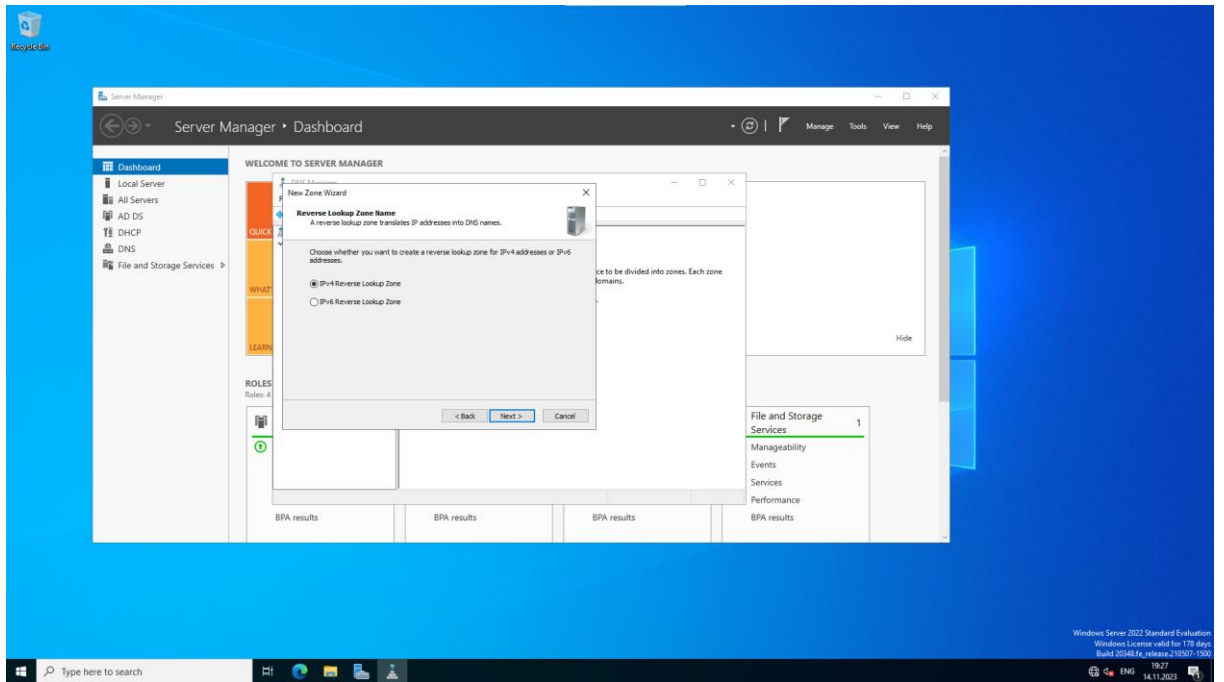 Recycle Bin
Server Manager
Server Manager
Dashboard
Manage
Tools
View
Help
Dashboard
Local Server
All Servers
AD DS
DHCP
DNS
File and Storage Services
WELCOME TO SERVER MANAGER
DNS Manager
QUICK
WHAT'
LEARN
Hide
New Zone Wizard
Reverse Lookup Zone Name
A reverse lookup zone translates IP addresses into DNS names.
Choose whether you want to create a reverse lookup zone for IPv4 addresses or IPv6
addresses.
IPv4 Reverse Lookup Zone
IPv6 Reverse Lookup Zone
< Back
Next >
Cancel
ce to be divided into zones. Each zone
domains.
ROLES
Roles: 4
File and Storage
Services
1
Manageability
Events
Services
Performance
BPA results
BPA results
BPA results
BPA results
Windows Server 2022 Standard Evaluation
Windows License valid for 178 days
Build 20348.fe_release.210507-1500
Type here to search
ENG
19:27
14.11.2023